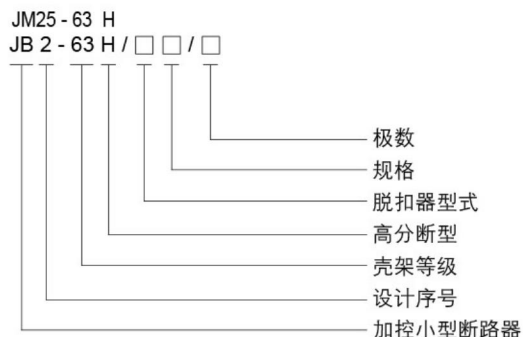 JM25 - 63 H
JB 2 - 63 H / □ □ / □
极数
规格
脱扣器型式
高分断型
壳架等级
设计序号
加控小型断路器